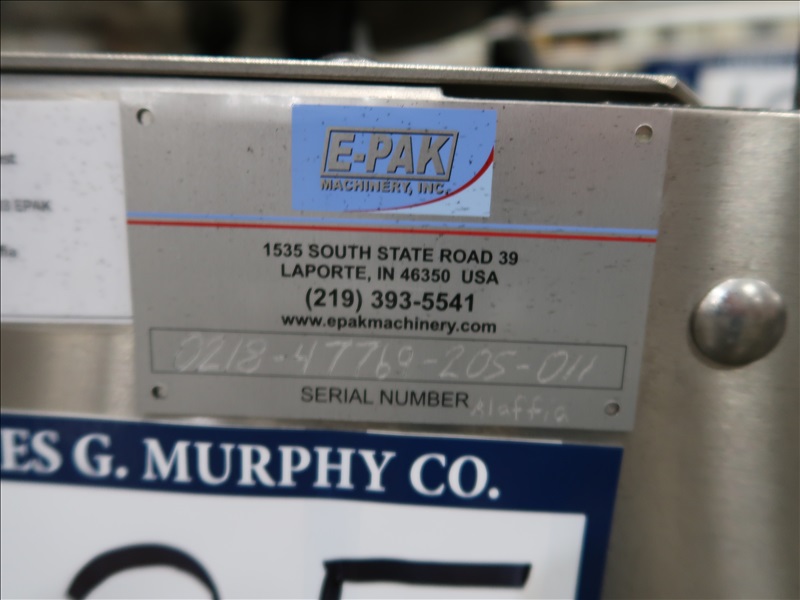 E-PAK
MACHINERY, INC.
EPAK
1535 SOUTH STATE ROAD 39
LAPORTE, IN 46350 USA
(219) 393-5541
www.epakmachinery.com
0218-47769-205-011
SERIAL NUMBER
ES G. MURPHY CO.